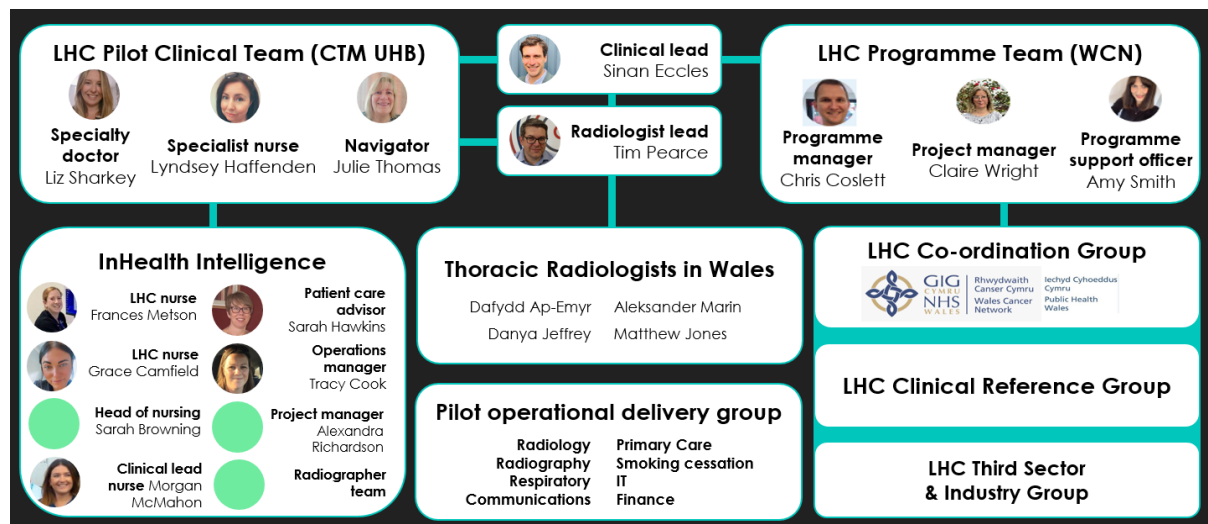 LHC Pilot Clinical Team (CTM UHB)
Specialty
doctor
Liz Sharkey
Specialist nurse
Lyndsey Haffenden
Navigator
Julie Thomas
Clinical lead
Sinan Eccles
Radiologist lead
Tim Pearce
LHC Programme Team (WCN)
Programme
manager
Chris Coslett
Project manager
Claire Wright
Programme
support officer
Amy Smith
InHealth Intelligence
LHC nurse
Frances Metson
Patient care
advisor
Sarah Hawkins
LHC nurse
Grace Camfield
Operations
manager
Tracy Cook
Head of nursing
Sarah Browning
Project manager
Alexandra
Richardson
Clinical lead
nurse Morgan
McMahon
Radiographer
team
Thoracic Radiologists in Wales
Dafydd Ap-Emyr
Aleksander Marin
Danya Jeffrey
Matthew Jones
Pilot operational delivery group
Radiology
Primary Care
Radiography
Smoking cessation
Respiratory
IT
Communications
Finance
LHC Co-ordination Group
GIG
CYMRU
NHS
WALES
Rhwydwaith
Canser Cymru
Wales Cancer
Network
Iechyd Cyhoeddus
Cymru
Public Health
Wales
LHC Clinical Reference Group
LHC Third Sector
& Industry Group